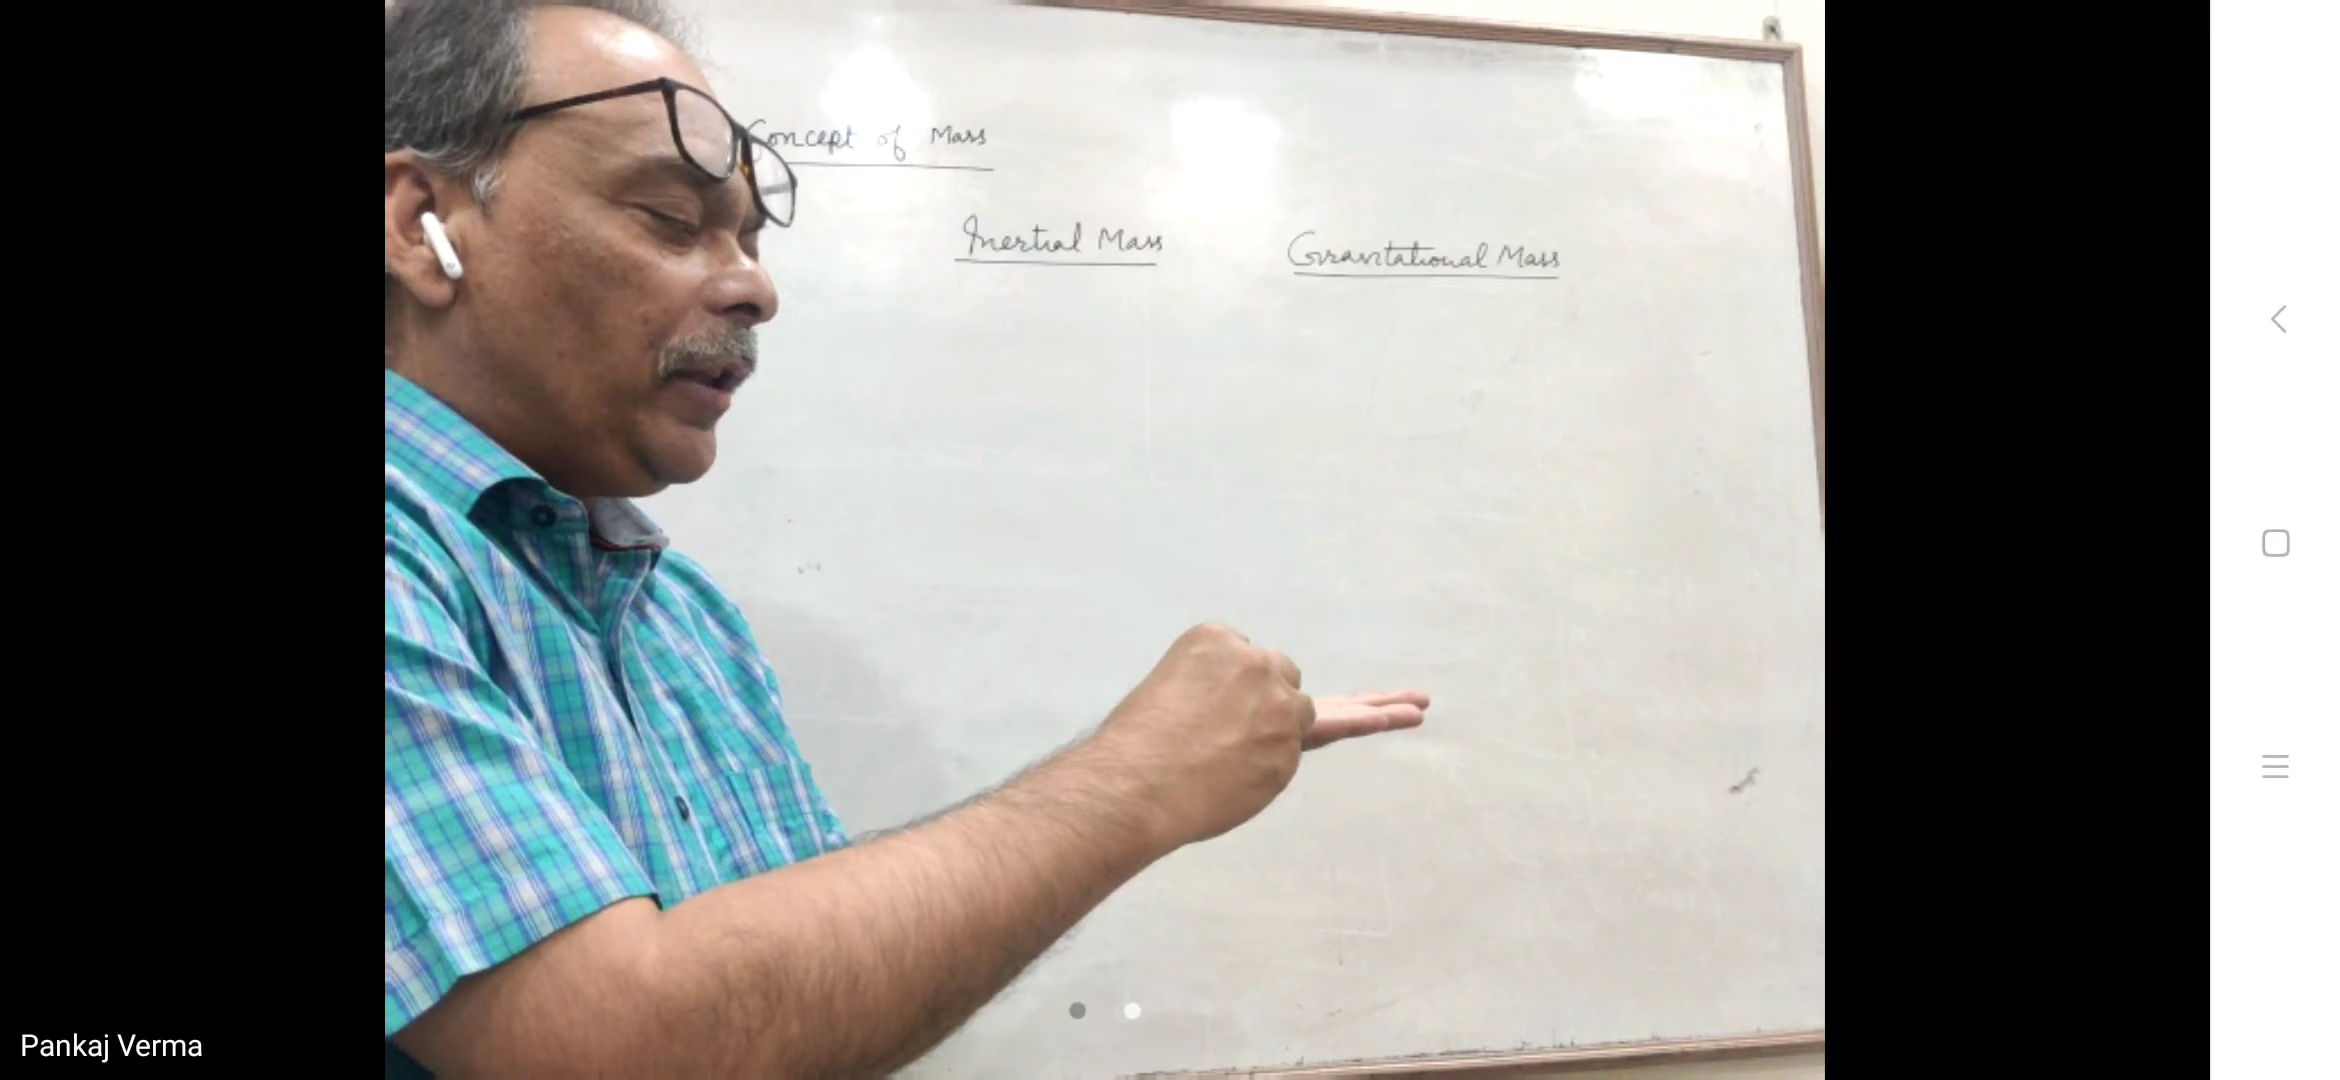 Concept of Mass
Inertial Mass
Gravitational Mass
Pankaj Verma